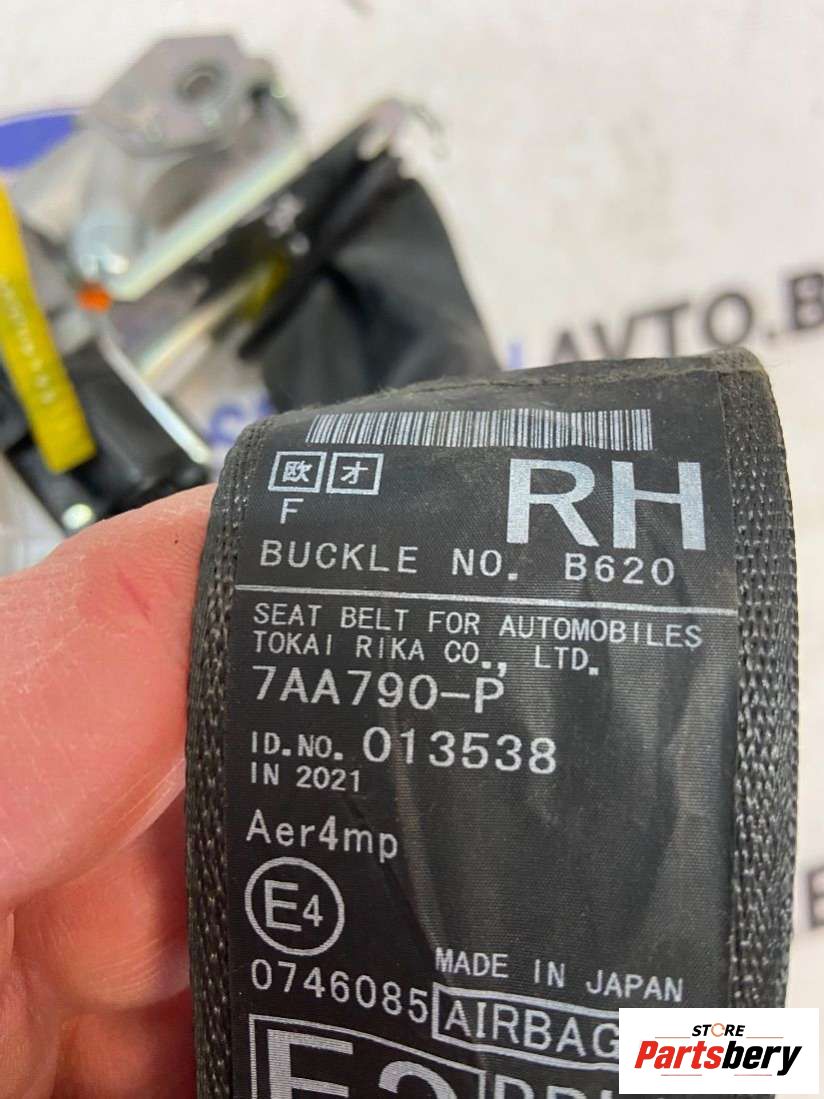 AVTO.B
欧 オ
RH
F
BUCKLE NO. B620
SEAT BELT FOR AUTOMOBILES
TOKAI RIKA CO., LTD.
7AA790-P
ID.NO. 013538
IN 2021
Aer4mp
E4
MADE IN JAPAN
0746085
AIRBAG
STORE
Partsbery